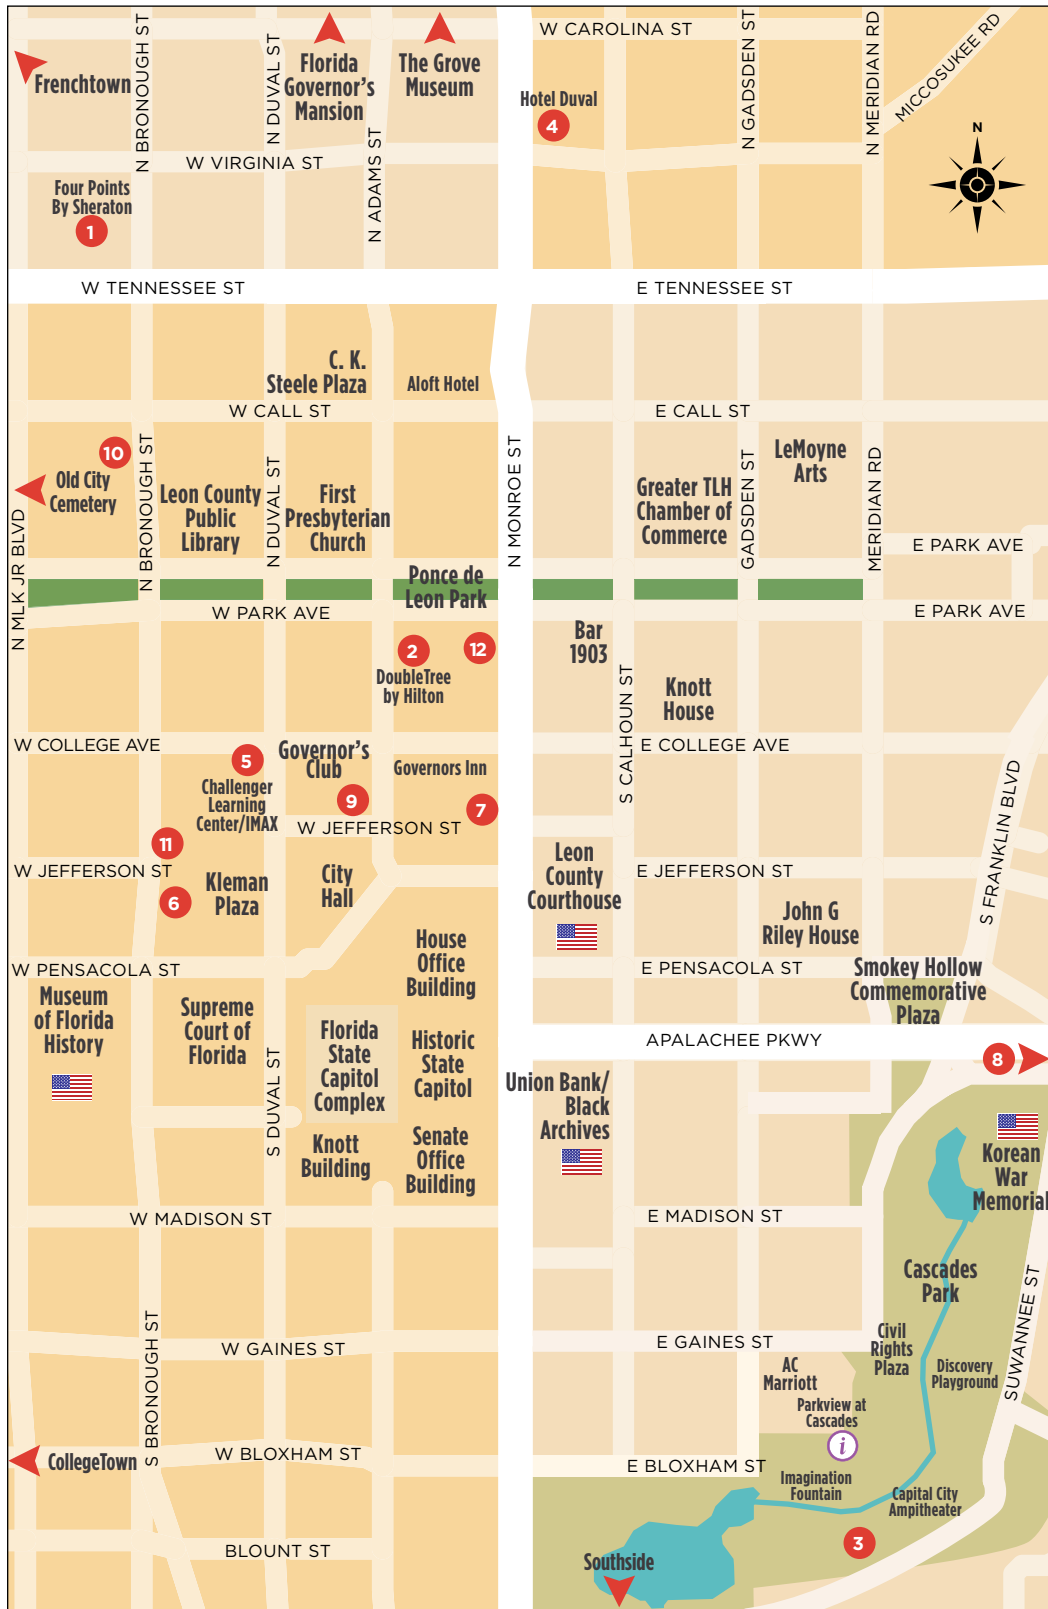 W CAROLINA ST
N BRONOUGH ST
N DUVAL ST
N ADAMS ST
N GADSDEN ST
N MERIDIAN RD
MICCOSUKEE RD
Frenchtown
Florida
Governor's
Mansion
The Grove
Museum
Hotel Duval
4
N
W VIRGINIA ST
Four Points
By Sheraton
1
W TENNESSEE ST
E TENNESSEE ST
C. K.
Steele Plaza
Aloft Hotel
W CALL ST
E CALL ST
10
Old City
Cemetery
N MLK JR BLVD
N BRONOUGH ST
Leon County
Public
Library
N DUVAL ST
First
Presbyterian
Church
N MONROE ST
Greater TLH
Chamber of
Commerce
GADSDEN ST
LeMoyne
Arts
MERIDIAN RD
E PARK AVE
Ponce de
Leon Park
W PARK AVE
E PARK AVE
2
DoubleTree
by Hilton
12
Bar
1903
S CALHOUN ST
Knott
House
W COLLEGE AVE
E COLLEGE AVE
5
Challenger
Learning
Center/IMAX
Governor's
Club
9
Governors Inn
7
W JEFFERSON ST
S FRANKLIN BLVD
11
W JEFFERSON ST
E JEFFERSON ST
6
Kleman
Plaza
City
Hall
Leon
County
Courthouse
John G
Riley House
House
Office
Building
W PENSACOLA ST
E PENSACOLA ST
Smokey Hollow
Commemorative
Plaza
Museum
of Florida
History
Supreme
Court of
Florida
S DUVAL ST
Florida
State
Capitol
Complex
Historic
State
Capitol
APALACHEE PKWY
8
Union Bank/
Black
Archives
Knott
Building
Senate
Office
Building
Korean
War
Memorial
W MADISON ST
E MADISON ST
Cascades
Park
SUWANNEE ST
S BRONOUGH ST
W GAINES ST
E GAINES ST
Civil
Rights
Plaza
AC
Marriott
Discovery
Playground
Parkview at
Cascades
i
CollegeTown
W BLOXHAM ST
E BLOXHAM ST
Imagination
Fountain
Capital City
Ampitheater
3
BLOUNT ST
Southside